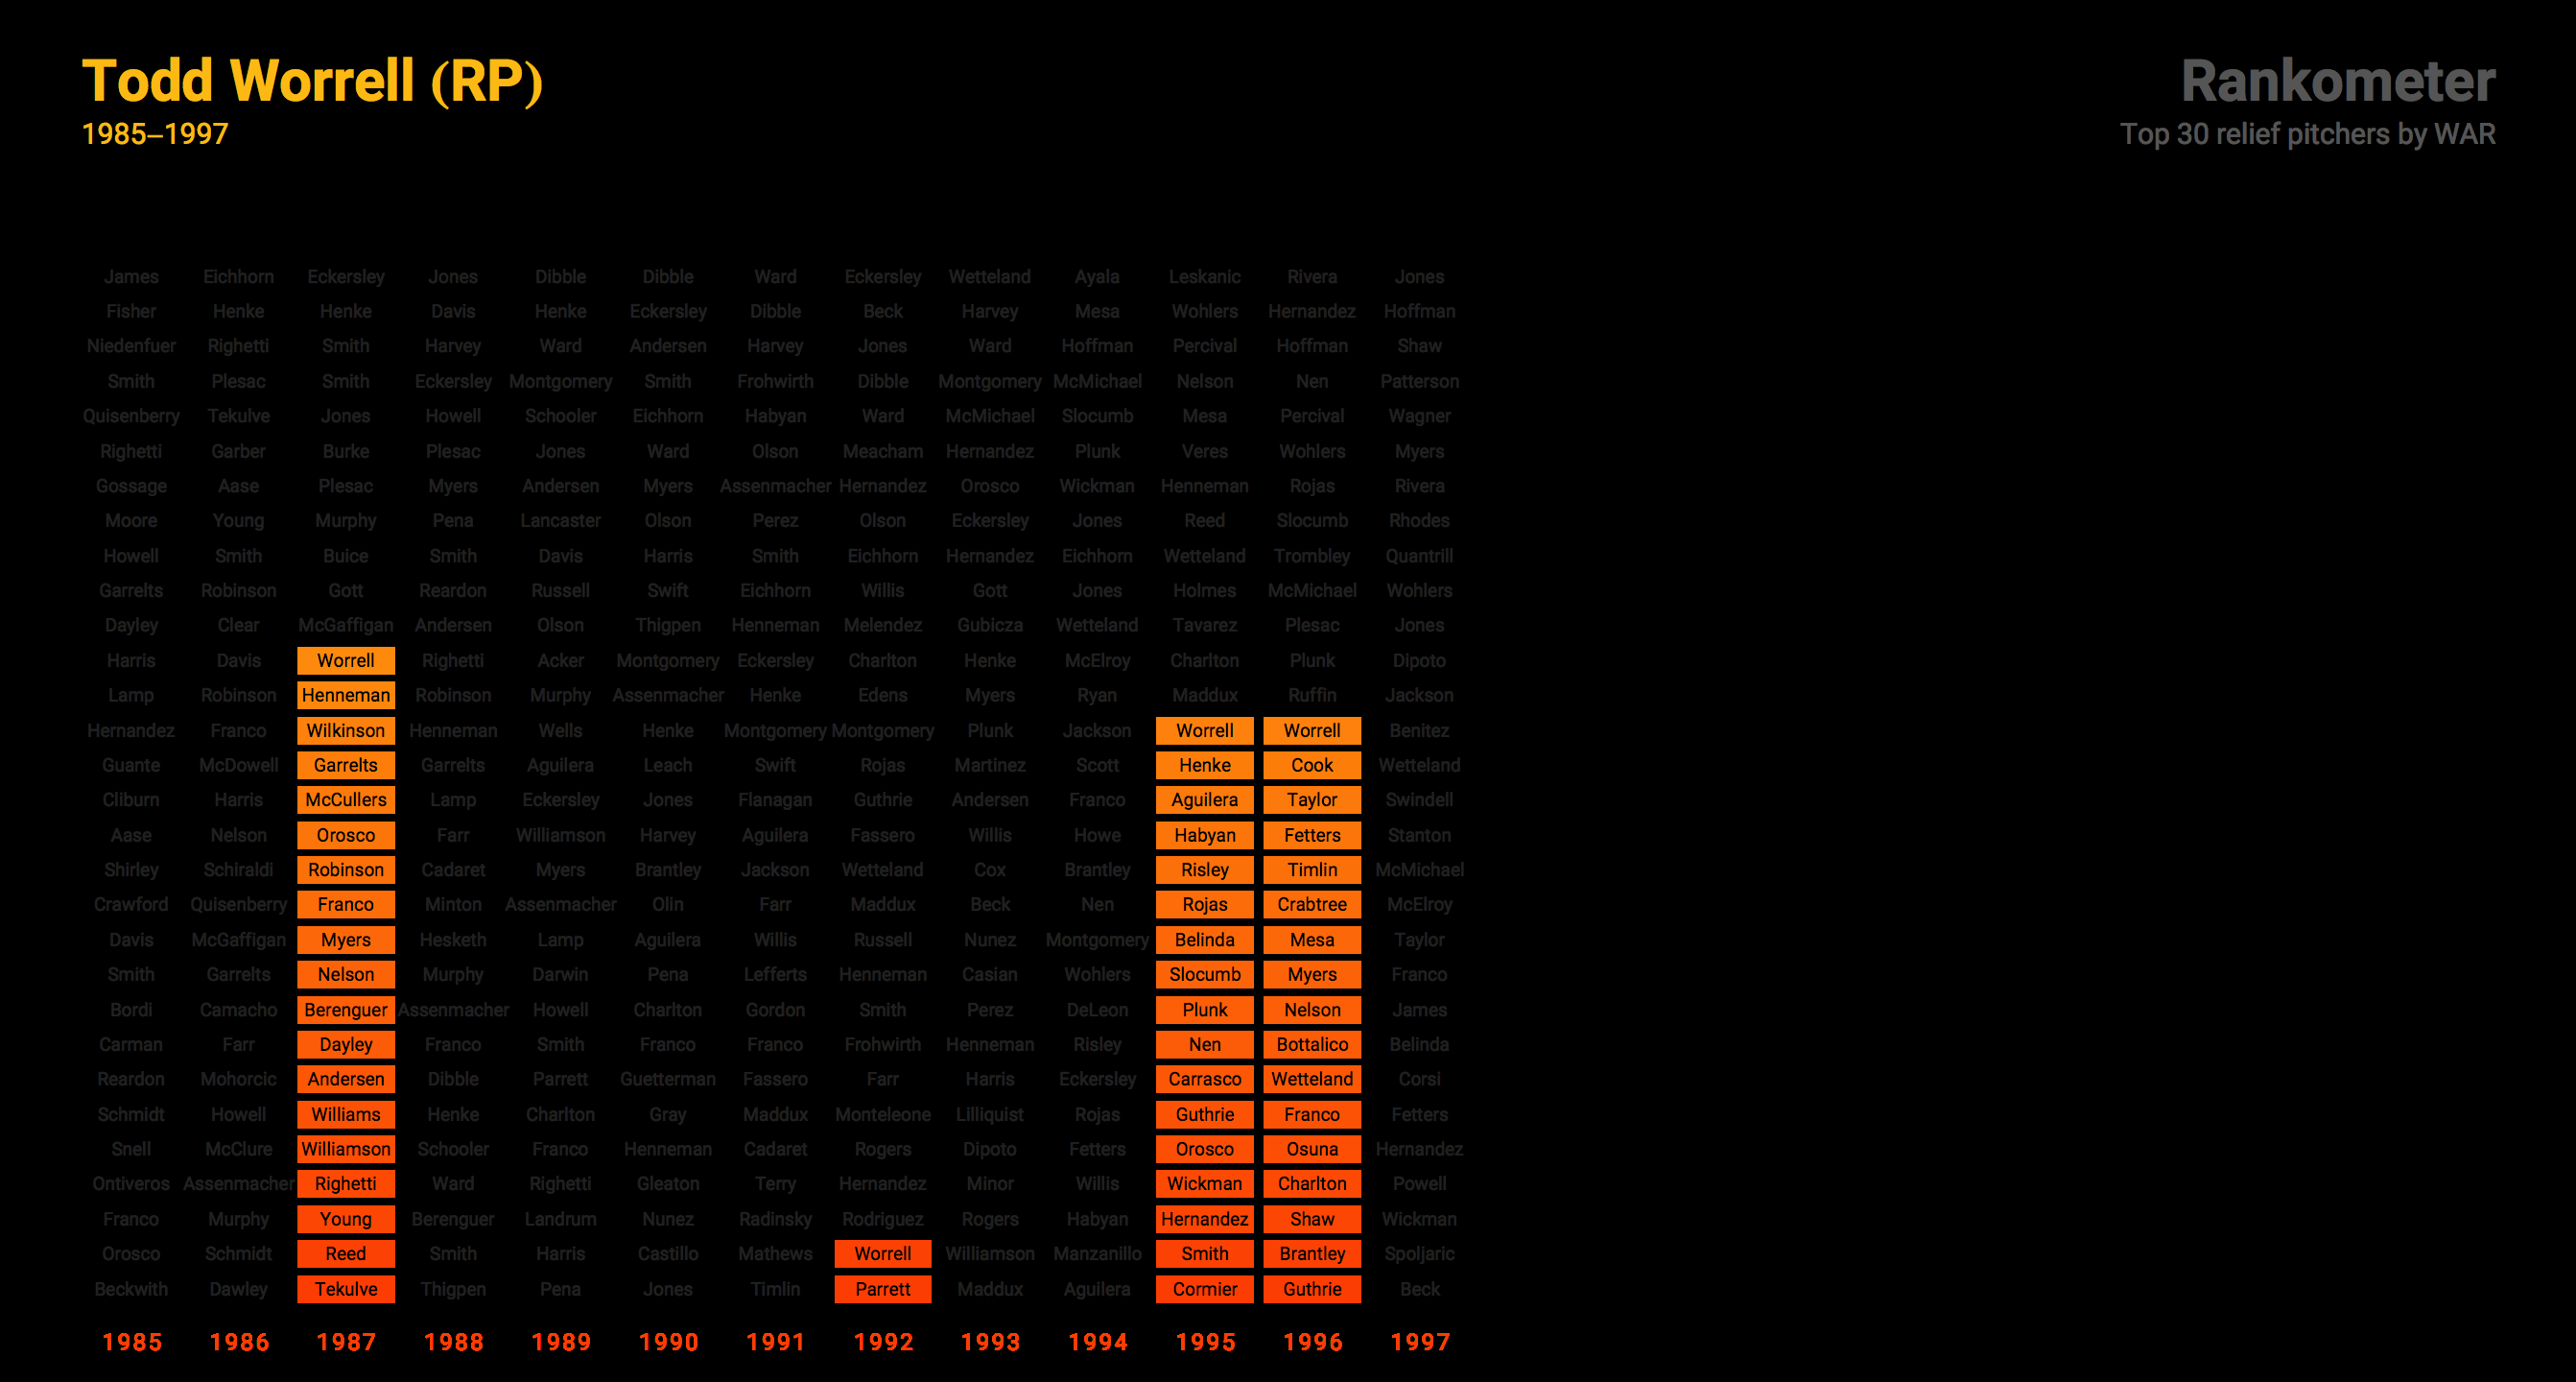 Todd Worrell (RP)
1985–1997
Rankometer
Top 30 relief pitchers by WAR
James Eichhorn Eckersley Jones Dibble Dibble Ward Eckersley Wetteland Ayala Leskanic Rivera Jones
Fisher Henke Henke Davis Henke Eckersley Dibble Beck Harvey Mesa Wohlers Hernandez Hoffman
Niedenfuer Righetti Smith Harvey Ward Andersen Harvey Jones Ward Hoffman Percival Hoffman Shaw
Smith Plesac Smith Eckersley Montgomery Smith Frohwirth Dibble Montgomery McMichael Nelson Nen Patterson
Quisenberry Tekulve Jones Howell Schooler Eichhorn Habyan Ward McMichael Slocumb Mesa Percival Wagner
Righetti Garber Burke Plesac Jones Ward Olson Meacham Hernandez Plunk Veres Wohlers Myers
Gossage Aase Plesac Myers Andersen Myers Assenmacher Hernandez Orosco Wickman Henneman Rojas Rivera
Moore Young Murphy Pena Lancaster Olson Perez Olson Eckersley Jones Reed Slocumb Rhodes
Howell Smith Buice Smith Davis Harris Smith Eichhorn Hernandez Eichhorn Wetteland Trombley Quantrill
Garrelts Robinson Gott Reardon Russell Swift Eichhorn Willis Gott Jones Holmes McMichael Wohlers
Dayley Clear McGaffigan Andersen Olson Thigpen Henneman Melendez Gubicza Wetteland Tavarez Plesac Jones
Harris Davis Worrell Righetti Acker Montgomery Eckersley Charlton Henke McElroy Charlton Plunk Dipoto
Lamp Robinson Henneman Robinson Murphy Assenmacher Henke Edens Myers Ryan Maddux Ruffin Jackson
Hernandez Franco Wilkinson Henneman Wells Henke Montgomery Montgomery Plunk Jackson Worrell Worrell Benitez
Guante McDowell Garrelts Garrelts Aguilera Leach Swift Rojas Martinez Scott Henke Cook Wetteland
Cliburn Harris McCullers Lamp Eckersley Jones Flanagan Guthrie Andersen Franco Aguilera Taylor Swindell
Aase Nelson Orosco Farr Williamson Harvey Aguilera Fassero Willis Howe Habyan Fetters Stanton
Shirley Schiraldi Robinson Cadaret Myers Brantley Jackson Wetteland Cox Brantley Risley Timlin McMichael
Crawford Quisenberry Franco Minton Assenmacher Olin Farr Maddux Beck Nen Rojas Crabtree McElroy
Davis McGaffigan Myers Hesketh Lamp Aguilera Willis Russell Nunez Montgomery Belinda Mesa Taylor
Smith Garrelts Nelson Murphy Darwin Pena Lefferts Henneman Casian Wohlers Slocumb Myers Franco
Bordi Camacho Berenguer Assenmacher Howell Charlton Gordon Smith Perez DeLeon Plunk Nelson James
Carman Farr Dayley Franco Smith Franco Franco Frohwirth Henneman Risley Nen Bottalico Belinda
Reardon Mohorcic Andersen Dibble Parrett Guetterman Fassero Farr Harris Eckersley Carrasco Wetteland Corsi
Schmidt Howell Williams Henke Charlton Gray Maddux Monteleone Lilliquist Rojas Guthrie Franco Fetters
Snell McClure Williamson Schooler Franco Henneman Cadaret Rogers Dipoto Fetters Orosco Osuna Hernandez
Ontiveros Assenmacher Righetti Ward Righetti Gleaton Terry Hernandez Minor Willis Wickman Charlton Powell
Franco Murphy Young Berenguer Landrum Nunez Radinsky Rodriguez Rogers Habyan Hernandez Shaw Wickman
Orosco Schmidt Reed Smith Harris Castillo Mathews Worrell Williamson Manzanillo Smith Brantley Spoljaric
Beckwith Dawley Tekulve Thigpen Pena Jones Timlin Parrett Maddux Aguilera Cormier Guthrie Beck
1985 1986 1987 1988 1989 1990 1991 1992 1993 1994 1995 1996 1997